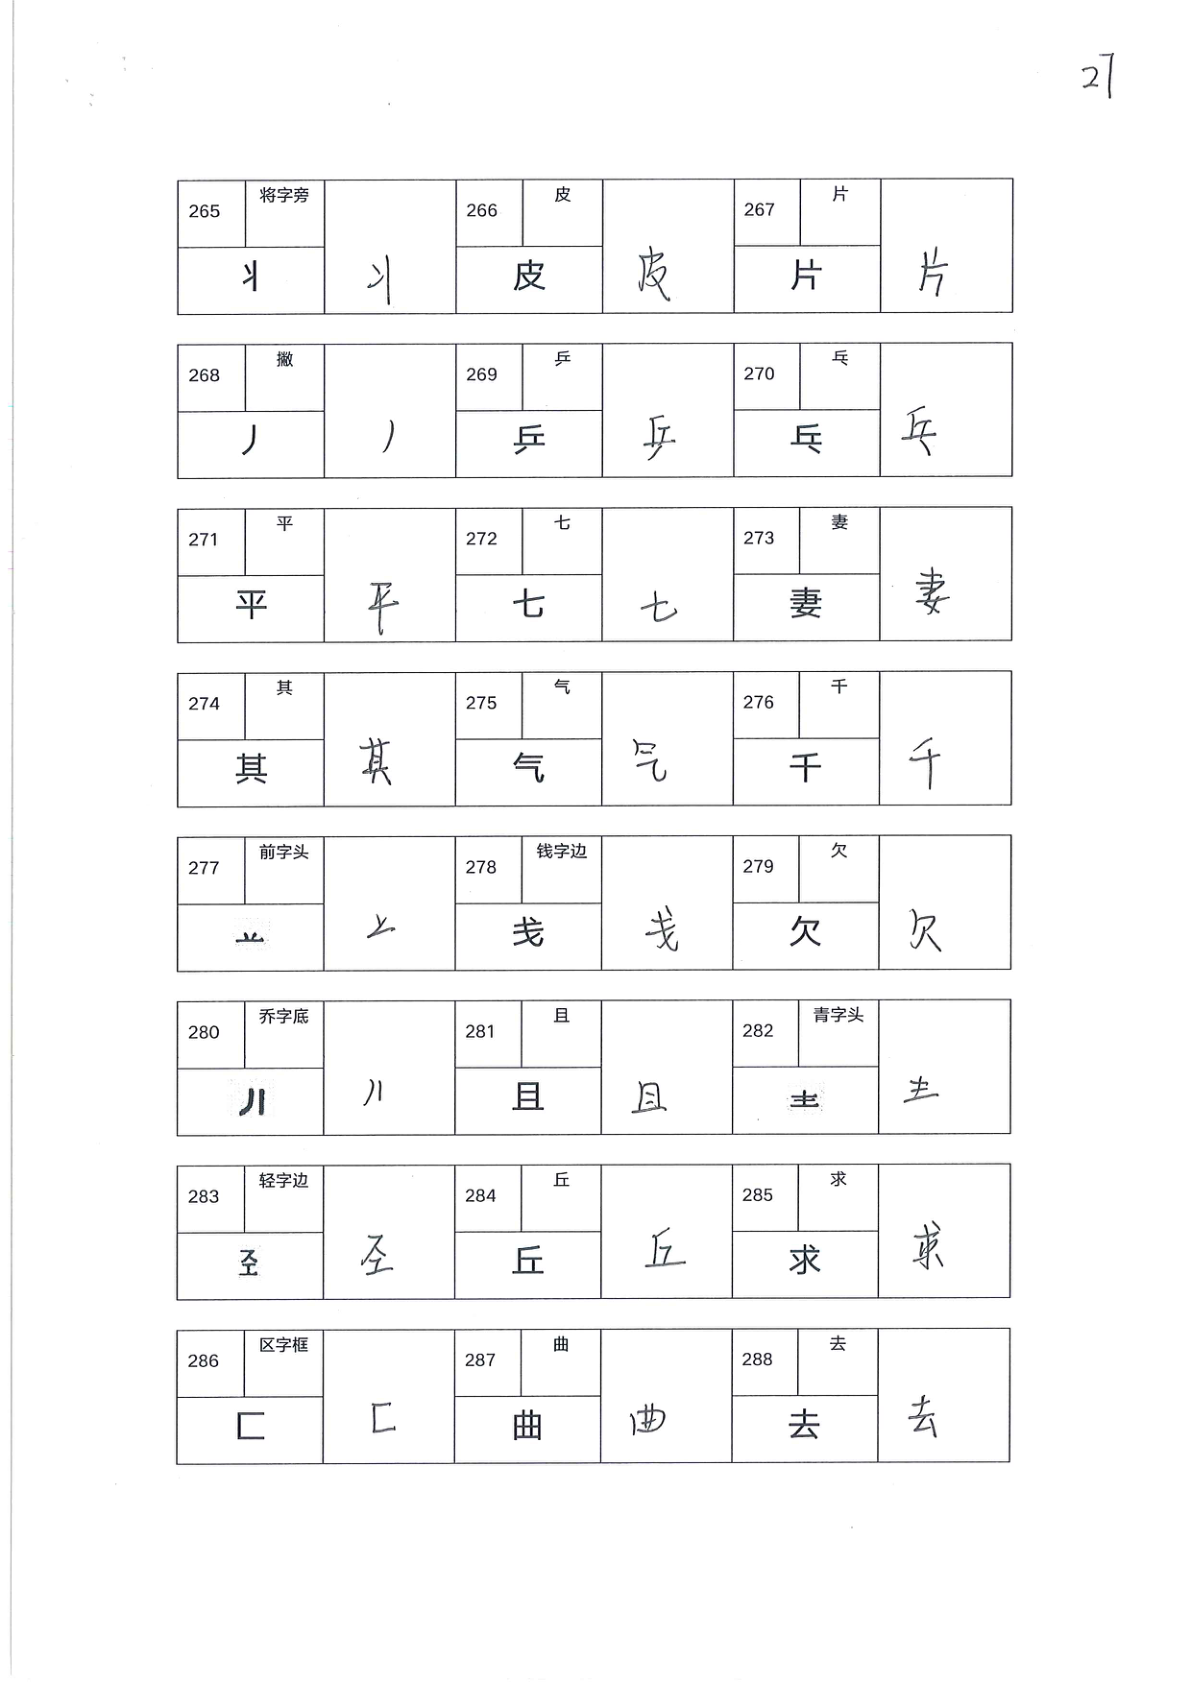 27
265 将字旁 丬 丬 266 皮 皮 皮 267 片 片 片
268 撇 丿 丿 269 乒 乒 乒 270 乓 乓 乓
271 平 平 平 272 七 七 七 273 妻 妻 妻
274 其 其 其 275 气 气 气 276 千 千 千
277 前字头 䒑 278 钱字边 戋 戋 279 欠 欠 欠
280 乔字底 丿丨 丿丨 281 且 且 且 282 青字头 龶 龶
283 轻字边 𢀖 𢀖 284 丘 丘 丘 285 求 求 求
286 区字框 匚 匚 287 曲 曲 曲 288 去 去 去